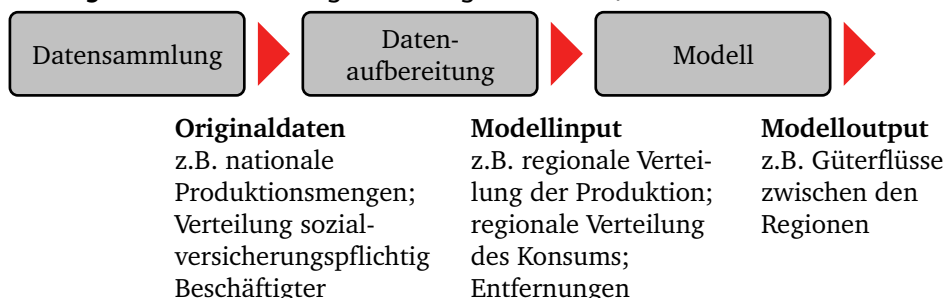 Datensammlung
Daten-
aufbereitung
Modell
Originaldaten
z.B. nationale
Produktionsmengen;
Verteilung sozial-
versicherungspflichtig
Beschäftigter
Modellinput
z.B. regionale Vertei-
lung der Produktion;
regionale Verteilung
des Konsums;
Entfernungen
Modelloutput
z.B. Güterflüsse
zwischen den
Regionen